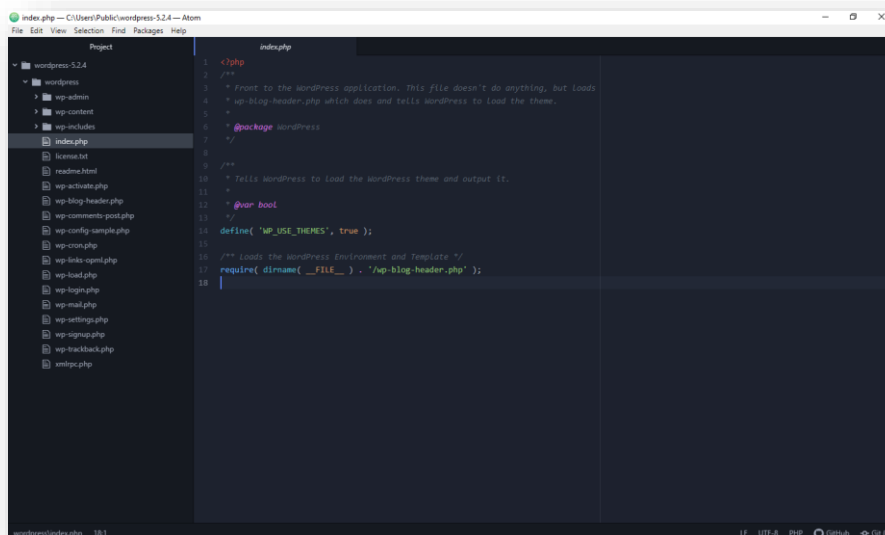 index.php — C:\Users\Public\wordpress-5.2.4 — Atom
File Edit View Selection Find Packages Help
Project
wordpress-5.2.4
wordpress
wp-admin
wp-content
wp-includes
index.php
license.txt
readme.html
wp-activate.php
wp-blog-header.php
wp-comments-post.php
wp-config-sample.php
wp-cron.php
wp-links-opml.php
wp-load.php
wp-login.php
wp-mail.php
wp-settings.php
wp-signup.php
wp-trackback.php
xmlrpc.php
index.php
1 <?php
2 /**
3  * Front to the WordPress application. This file doesn't do anything, but loads
4  * wp-blog-header.php which does and tells WordPress to load the theme.
5  *
6  * @package WordPress
7  */
8
9 /**
10  * Tells WordPress to load the WordPress theme and output it.
11  *
12  * @var bool
13  */
14 define( 'WP_USE_THEMES', true );
15
16 /** Loads the WordPress Environment and Template */
17 require( dirname( __FILE__ ) . '/wp-blog-header.php' );
18
wordpress\index.php 18:1
LF UTF-8 PHP GitHub Git